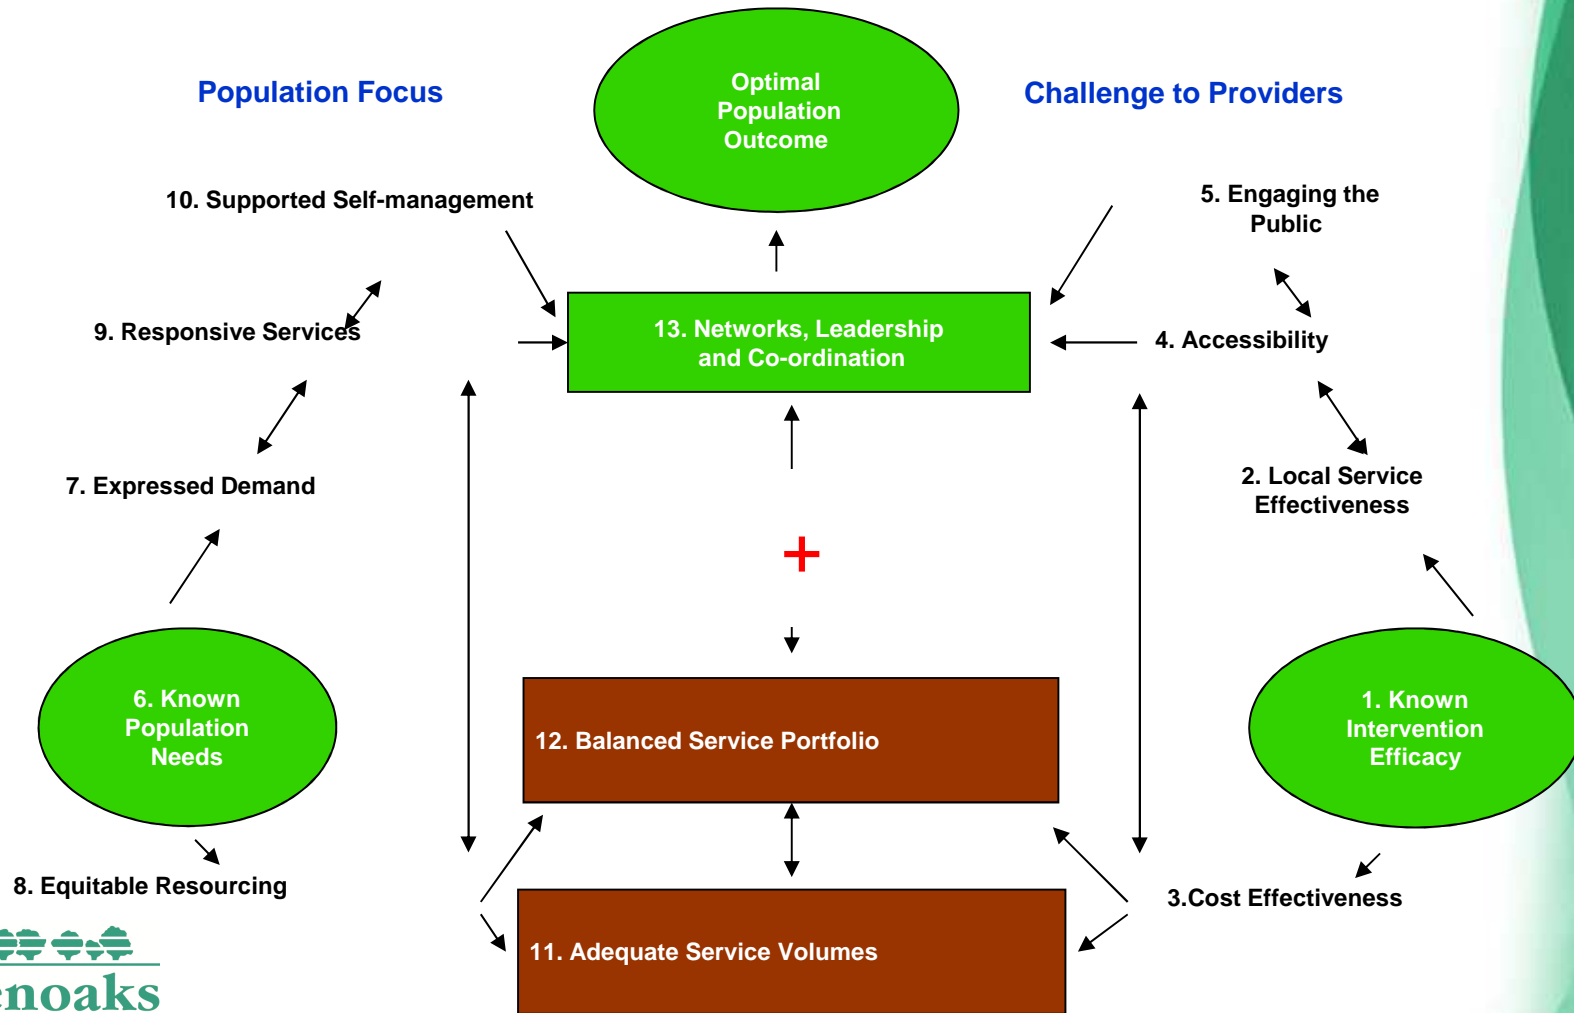 Optimal
Population
Outcome
Population Focus
Challenge to Providers
10. Supported Self-management
5. Engaging the
Public
9. Responsive Services
13. Networks, Leadership
and Co-ordination
4. Accessibility
7. Expressed Demand
2. Local Service
Effectiveness
+
6. Known
Population
Needs
12. Balanced Service Portfolio
1. Known
Intervention
Efficacy
8. Equitable Resourcing
3.Cost Effectiveness
11. Adequate Service Volumes
enoaks